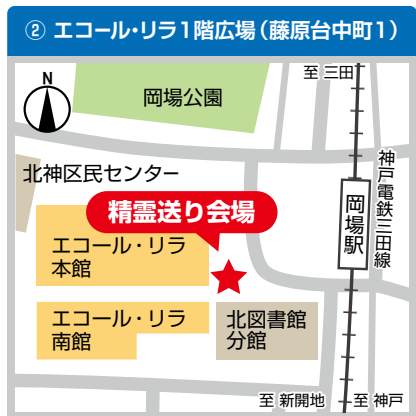 ② エコール・リラ1階広場(藤原台中町1)
N
至 三田
岡場公園
北神区民センター
神戸電鉄三田線
岡場駅
精霊送り会場
エコール・リラ
本館
エコール・リラ
南館
北図書館
分館
至 新開地
至 神戸